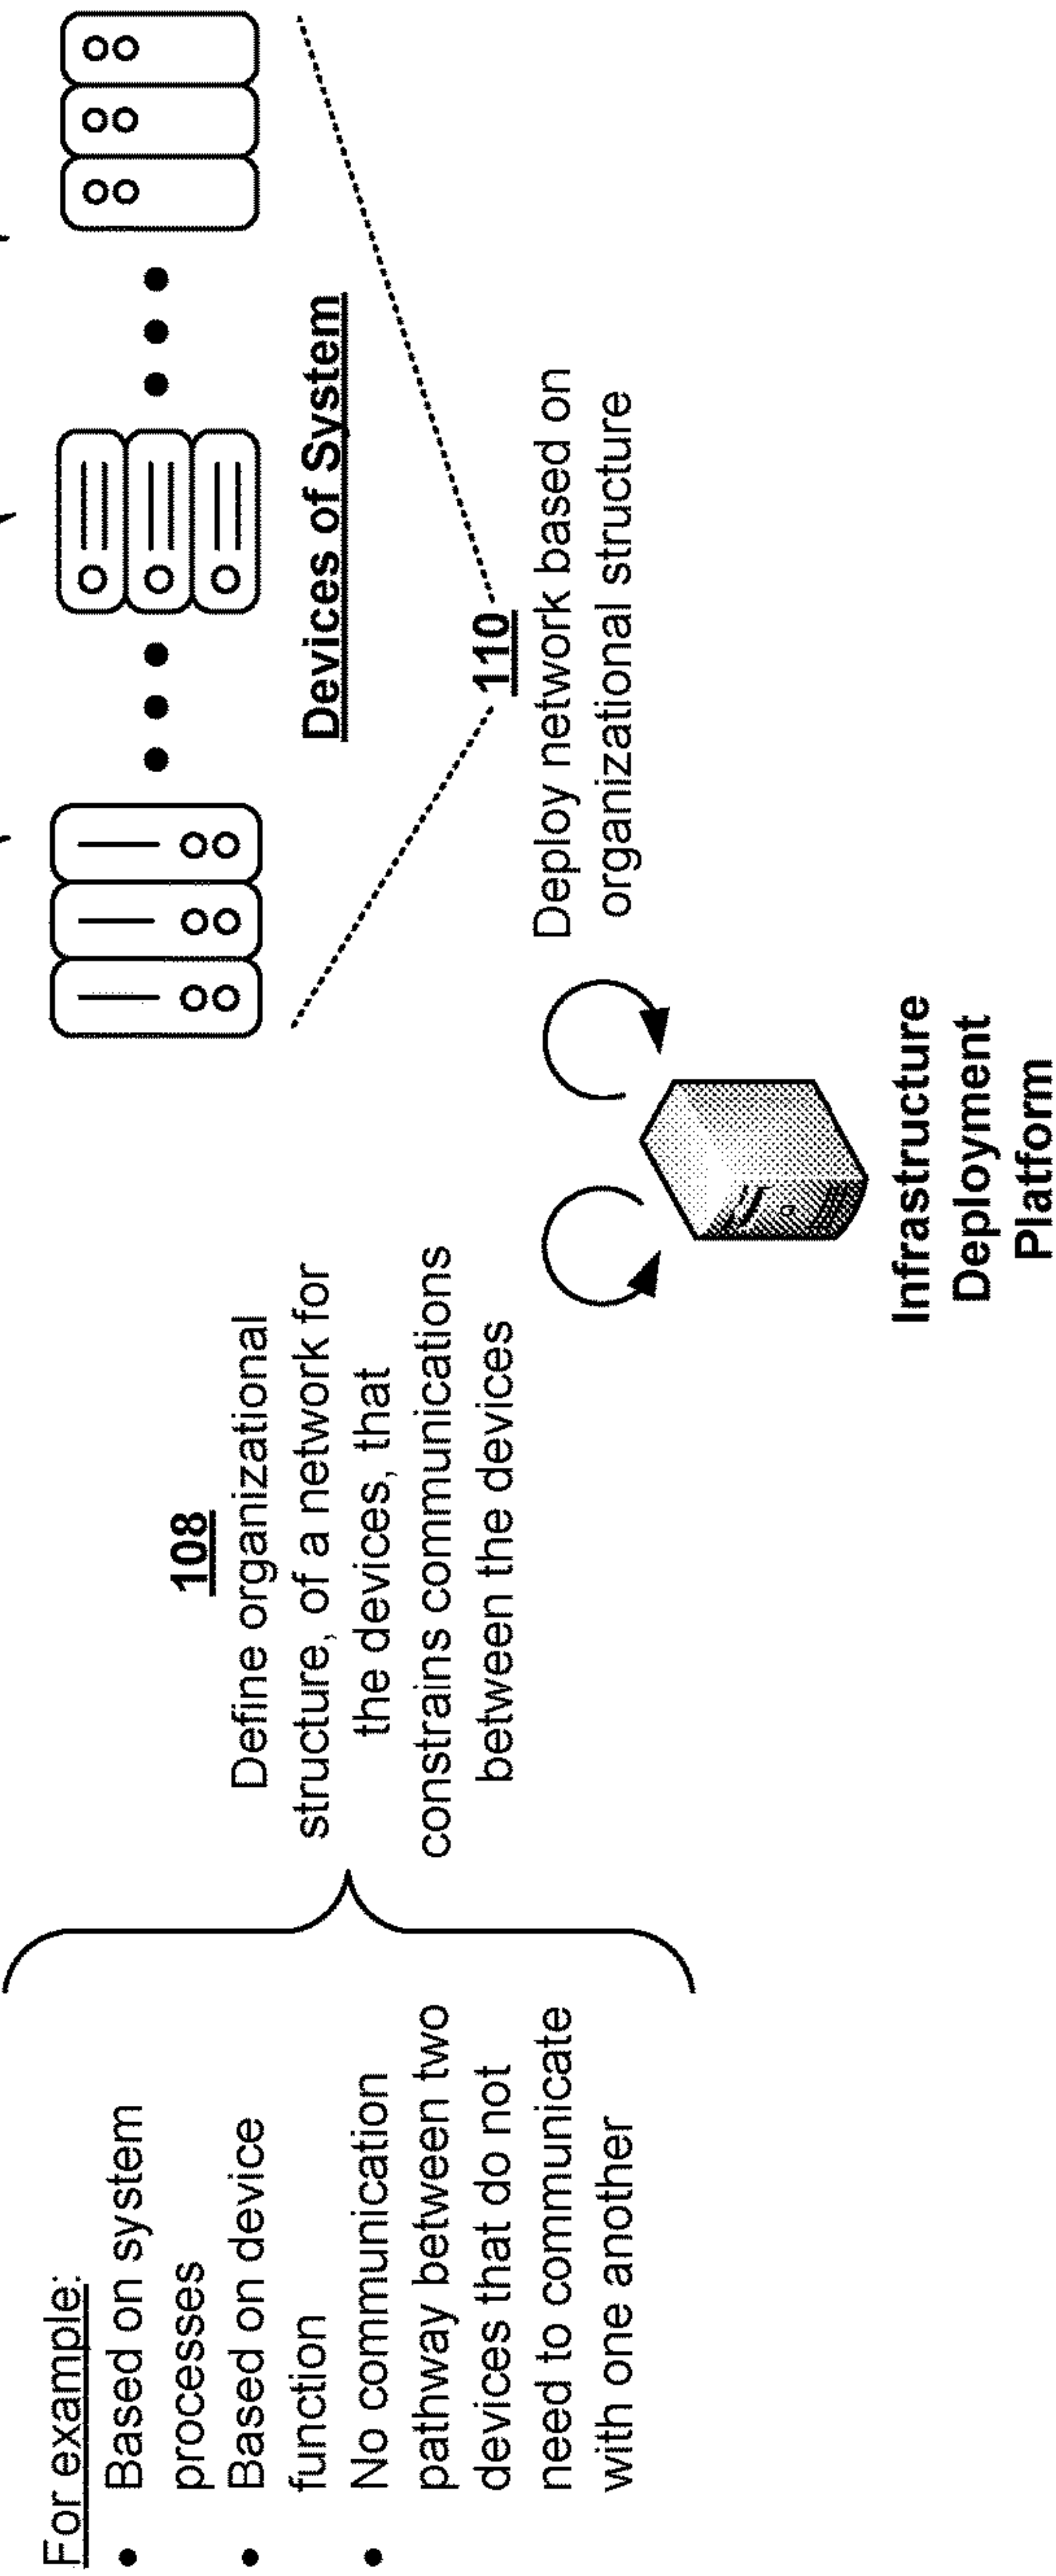 For example:
• Based on system
processes
• Based on device
function
• No communication
pathway between two
devices that do not
need to communicate
with one another
108
Define organizational
structure, of a network for
the devices, that
constrains communications
between the devices
Devices of System
110
Deploy network based on
organizational structure
Infrastructure
Deployment
Platform